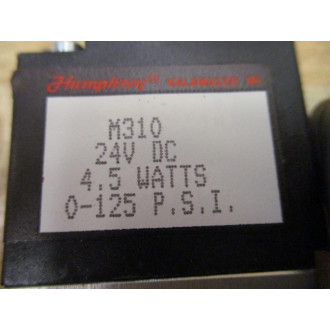 Humphrey® KALAMAZOO, MI
M310
24V DC
4.5 WATTS
0-125 P.S.I.